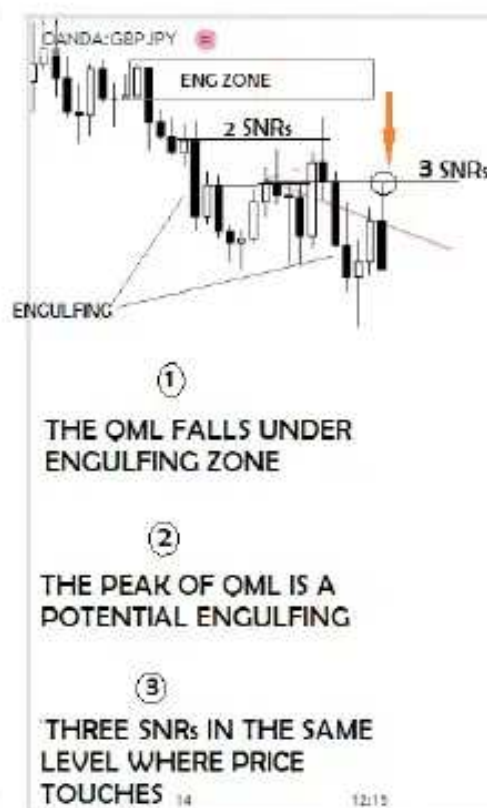 OANDA:GBPJPY
ENG ZONE
2 SNRs
3 SNRs
ENGULFING
1
THE QML FALLS UNDER
ENGULFING ZONE
2
THE PEAK OF QML IS A
POTENTIAL ENGULFING
3
THREE SNRs IN THE SAME
LEVEL WHERE PRICE
TOUCHES
14 12:15